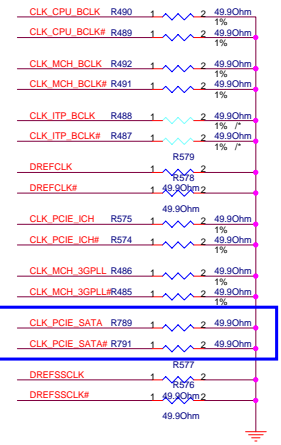 CLK_CPU_BCLK R490 1 2 49.9Ohm
1%
CLK_CPU_BCLK# R489 1 2 49.9Ohm
1%
CLK_MCH_BCLK R492 1 2 49.9Ohm
1%
CLK_MCH_BCLK# R491 1 2 49.9Ohm
1%
CLK_ITP_BCLK R488 1 2 49.9Ohm
1% /*
CLK_ITP_BCLK# R487 1 2 49.9Ohm
1% /*
R579
DREFCLK 1 2
R578
DREFCLK# 1 49.9Ohm 2
49.9Ohm
CLK_PCIE_ICH R575 1 2 49.9Ohm
1%
CLK_PCIE_ICH# R574 1 2 49.9Ohm
1%
CLK_MCH_3GPLL R486 1 2 49.9Ohm
1%
CLK_MCH_3GPLL# R485 1 2 49.9Ohm
1%
CLK_PCIE_SATA R789 1 2 49.9Ohm
CLK_PCIE_SATA# R791 1 2 49.9Ohm
R577
DREFSSCLK 1 2
R576
DREFSSCLK# 1 49.9Ohm 2
49.9Ohm